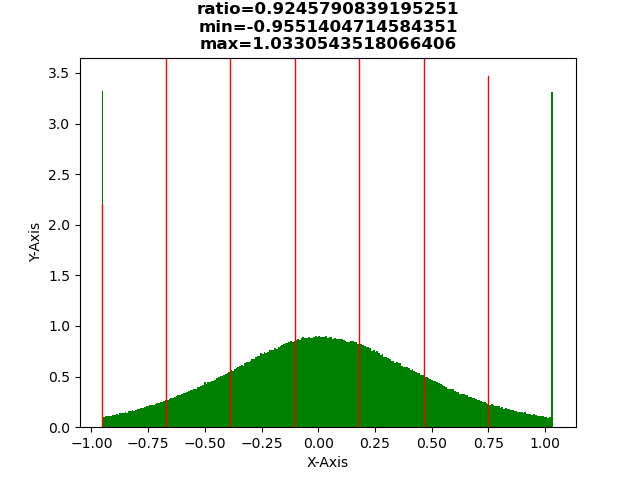 ratio=0.9245790839195251
min=-0.9551404714584351
max=1.0330543518066406
3.5
3.0
2.5
2.0
1.5
1.0
0.5
0.0
Y-Axis
−1.00 −0.75 −0.50 −0.25 0.00 0.25 0.50 0.75 1.00
X-Axis